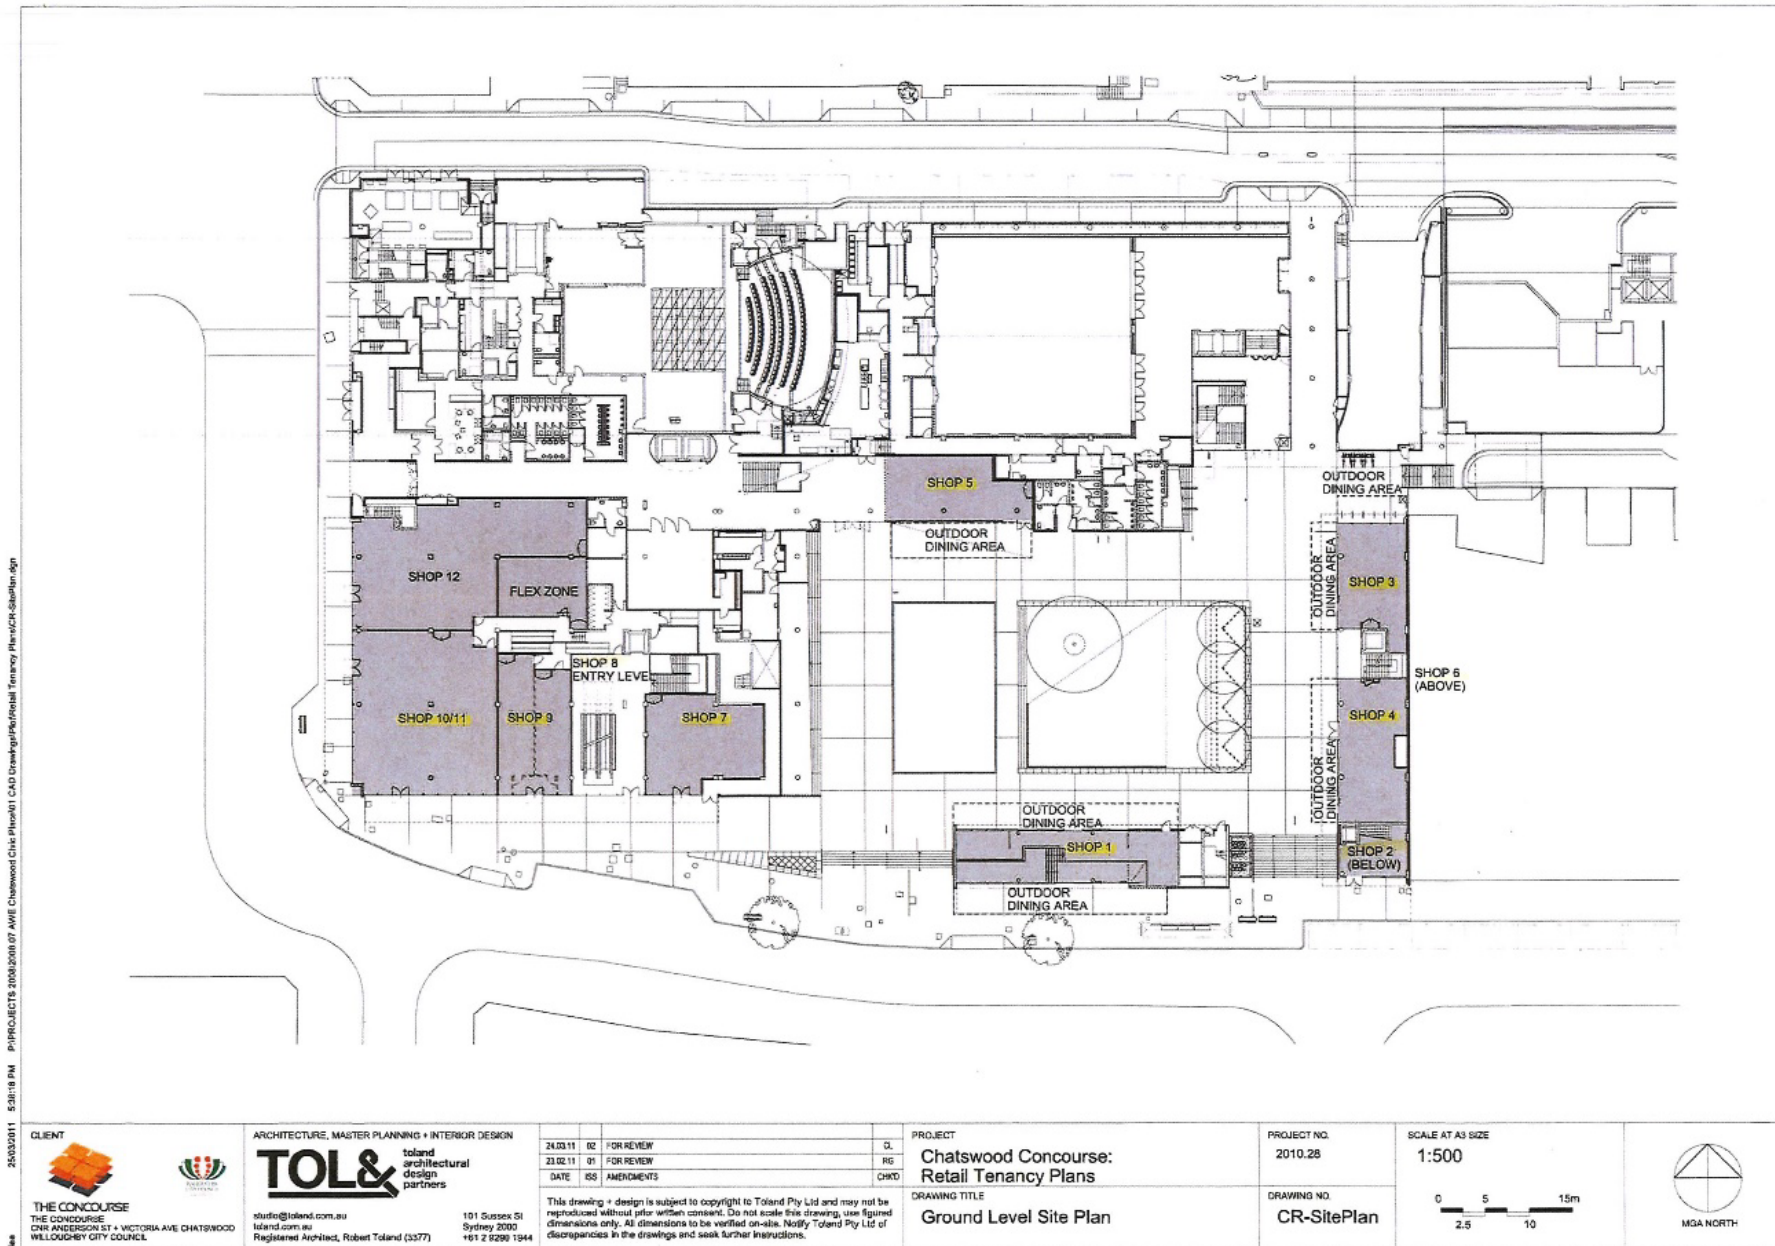 SHOP 5
OUTDOOR
DINING AREA
OUTDOOR
DINING AREA
OUTDOOR
DINING AREA
SHOP 3
SHOP 12
FLEX ZONE
SHOP 8
ENTRY LEVEL
SHOP 6
(ABOVE)
SHOP 10/11
SHOP 9
SHOP 7
SHOP 4
OUTDOOR
DINING AREA
OUTDOOR
DINING AREA
SHOP 1
SHOP 2
(BELOW)
OUTDOOR
DINING AREA
25/03/2011 5:38:18 PM
CLIENT
THE CONCOURSE
THE CONCOURSE
CNR ANDERSON ST + VICTORIA AVE CHATSWOOD
WILLOUGHBY CITY COUNCIL
ARCHITECTURE, MASTER PLANNING + INTERIOR DESIGN
TOL&
toland
architectural
design
partners
studio@toland.com.au
toland.com.au
Registered Architect, Robert Toland (3377)
101 Sussex St
Sydney 2000
+61 2 9290 1944
24.03.11 02 FOR REVIEW CL
23.02.11 01 FOR REVIEW RG
DATE ISS AMENDMENTS CHK'D
This drawing + design is subject to copyright to Toland Pty Ltd and may not be
reproduced without prior written consent. Do not scale this drawing, use figured
dimensions only. All dimensions to be verified on-site. Notify Toland Pty Ltd of
discrepancies in the drawings and seek further instructions.
PROJECT
Chatswood Concourse:
Retail Tenancy Plans
DRAWING TITLE
Ground Level Site Plan
PROJECT NO.
2010.28
DRAWING NO.
CR-SitePlan
SCALE AT A3 SIZE
1:500
0 5 15m
2.5 10
MGA NORTH